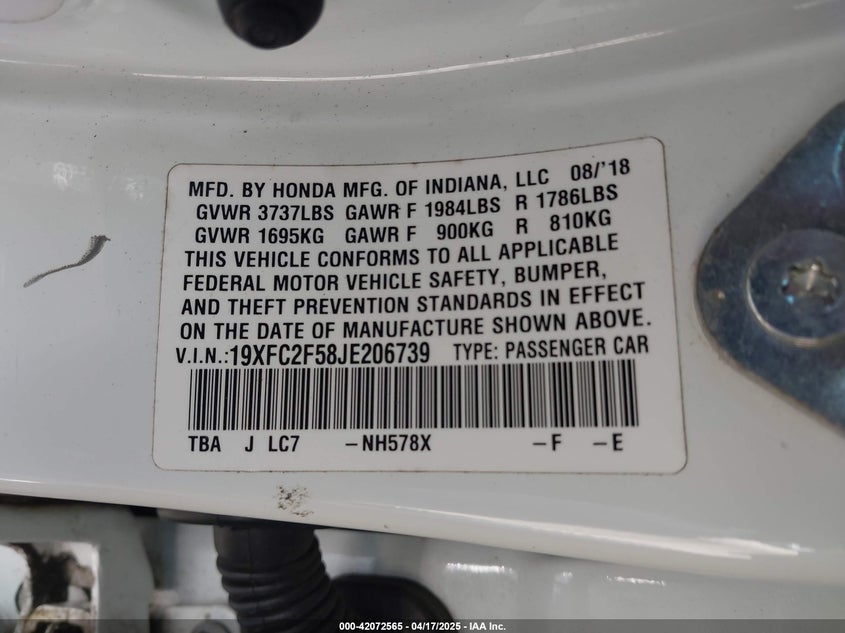 MFD. BY HONDA MFG. OF INDIANA, LLC 08/'18
GVWR 3737LBS GAWR F 1984LBS R 1786LBS
GVWR 1695KG GAWR F 900KG R 810KG
THIS VEHICLE CONFORMS TO ALL APPLICABLE
FEDERAL MOTOR VEHICLE SAFETY, BUMPER,
AND THEFT PREVENTION STANDARDS IN EFFECT
ON THE DATE OF MANUFACTURE SHOWN ABOVE.
V.I.N.:19XFC2F58JE206739 TYPE: PASSENGER CAR
TBA J LC7 –NH578X –F –E
000-42072565 - 04/17/2025 - IAA Inc.